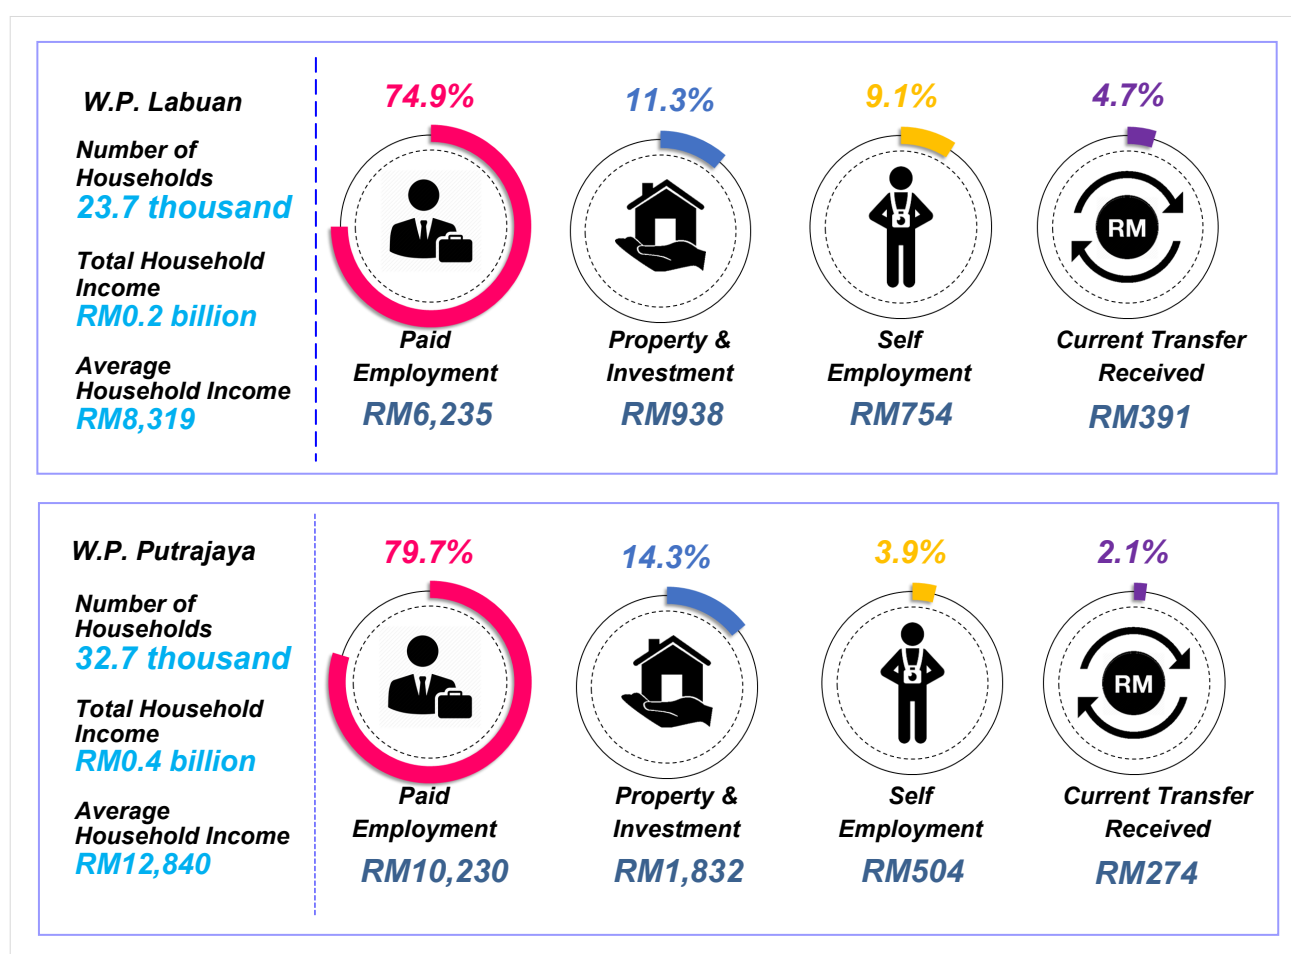 W.P. Labuan
Number of
Households
23.7 thousand
Total Household
Income
RM0.2 billion
Average
Household Income
RM8,319
74.9%
Paid
Employment
RM6,235
11.3%
Property &
Investment
RM938
9.1%
Self
Employment
RM754
4.7%
RM
Current Transfer
Received
RM391
W.P. Putrajaya
Number of
Households
32.7 thousand
Total Household
Income
RM0.4 billion
Average
Household Income
RM12,840
79.7%
Paid
Employment
RM10,230
14.3%
Property &
Investment
RM1,832
3.9%
Self
Employment
RM504
2.1%
RM
Current Transfer
Received
RM274